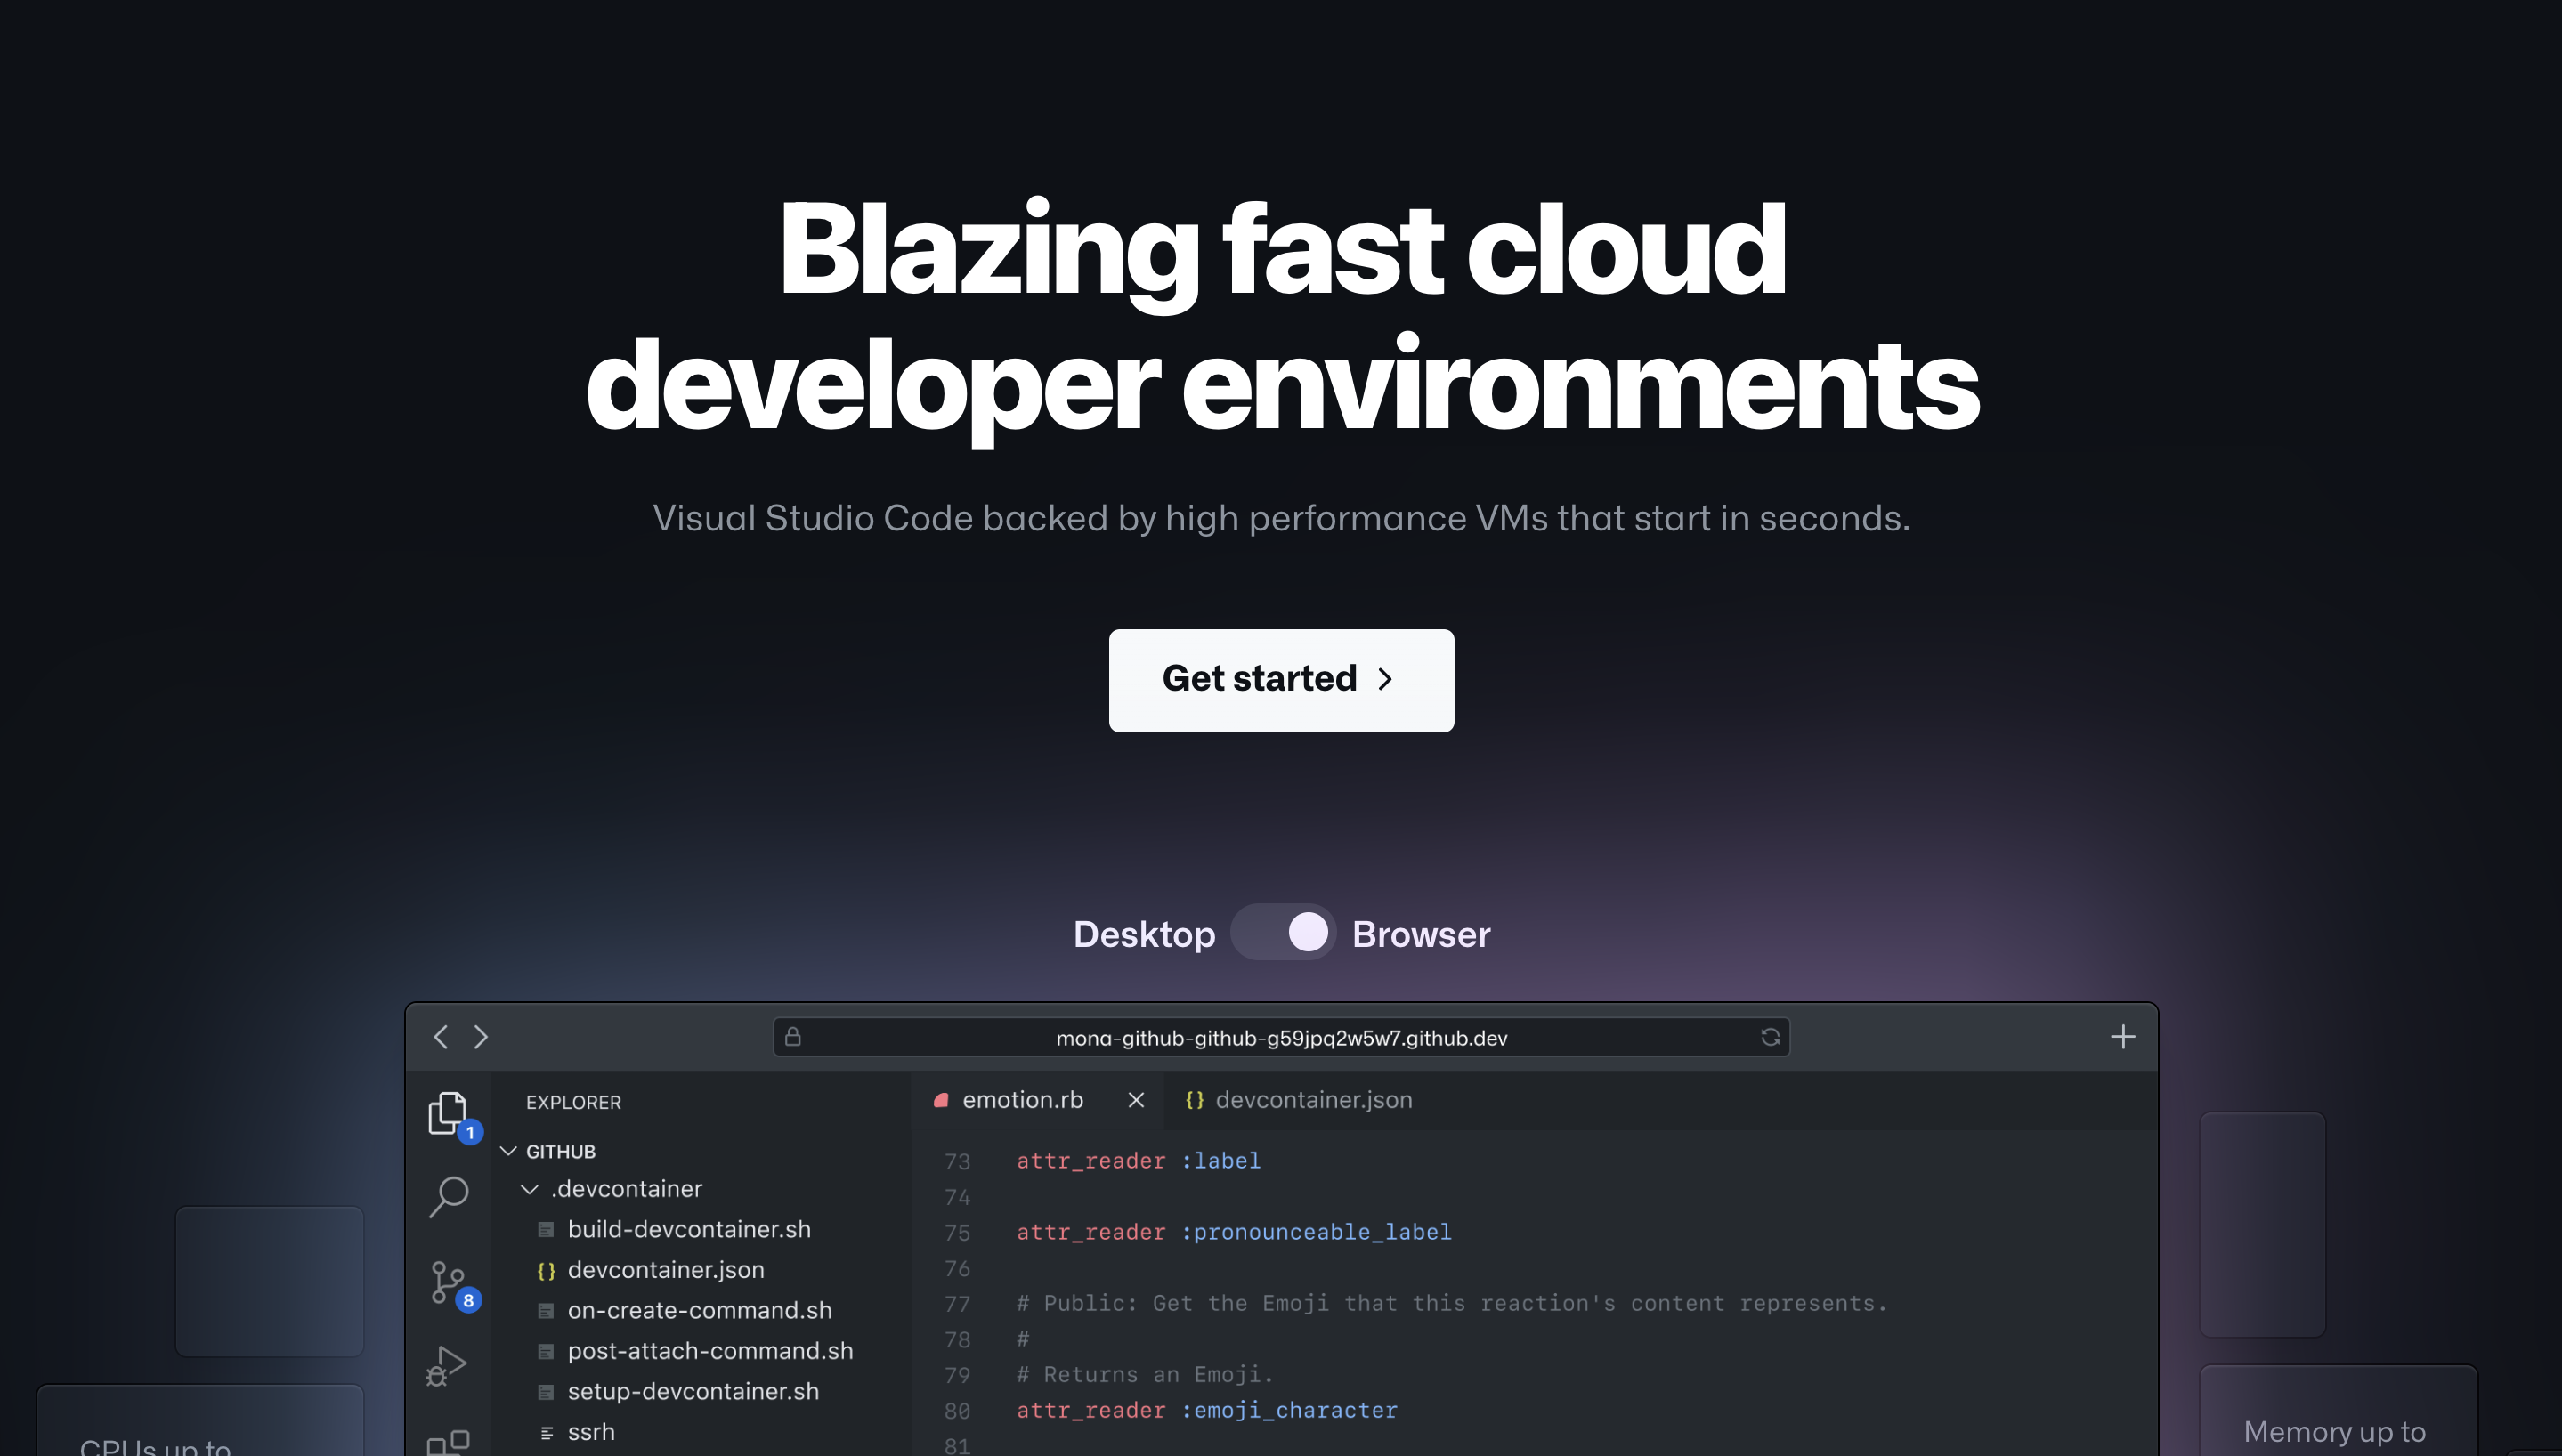 Blazing fast cloud
developer environments
Visual Studio Code backed by high performance VMs that start in seconds.
Get started
Desktop
Browser
mona-github-github-g59jpq2w5w7.github.dev
EXPLORER
GITHUB
.devcontainer
build-devcontainer.sh
{} devcontainer.json
on-create-command.sh
post-attach-command.sh
setup-devcontainer.sh
ssrh
1
8
emotion.rb
{} devcontainer.json
73 attr_reader :label
74
75 attr_reader :pronounceable_label
76
77 # Public: Get the Emoji that this reaction's content represents.
78 #
79 # Returns an Emoji.
80 attr_reader :emoji_character
81
CPUs up to
Memory up to